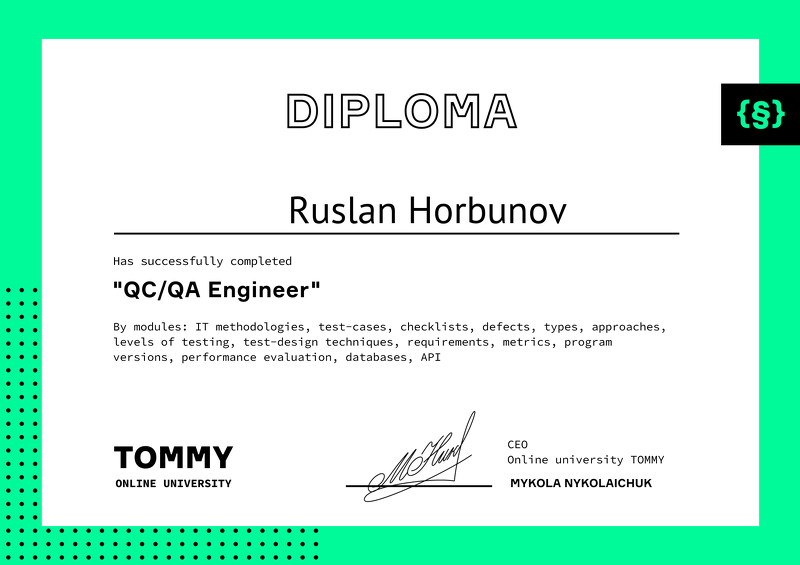 DIPLOMA
{§}
Ruslan Horbunov
Has successfully completed
"QC/QA Engineer"
By modules: IT methodologies, test-cases, checklists, defects, types, approaches,
levels of testing, test-design techniques, requirements, metrics, program
versions, performance evaluation, databases, API
TOMMY
ONLINE UNIVERSITY
CEO
Online university TOMMY
MYKOLA NYKOLAICHUK